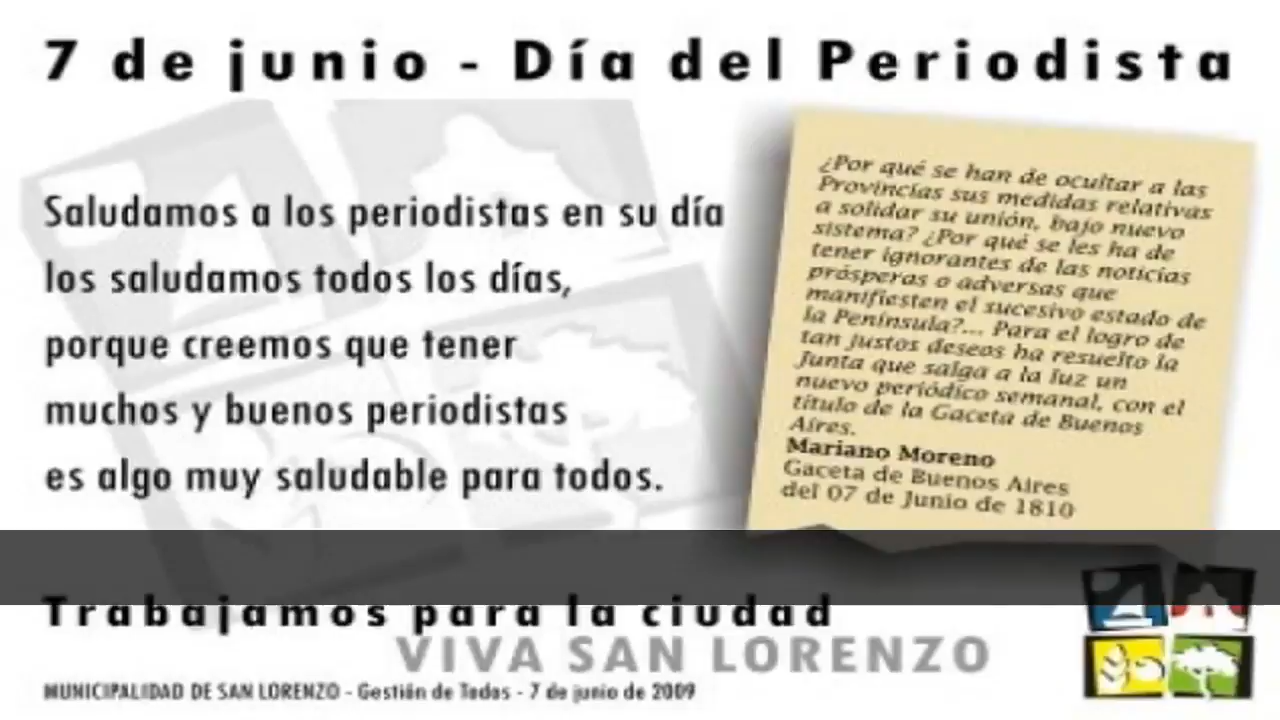 7 de junio - Día del Periodista
Saludamos a los periodistas en su día
los saludamos todos los días,
porque creemos que tener
muchos y buenos periodistas
es algo muy saludable para todos.
¿Por qué se han de ocultar a las
Provincias sus medidas relativas
a solidar su unión, bajo nuevo
sistema? ¿Por qué se les ha de
tener ignorantes de las noticias
prósperas o adversas que
manifiesten el sucesivo estado de
la Península?... Para el logro de
tan justos deseos ha resuelto la
Junta que salga a la luz un
nuevo periódico semanal, con el
título de la Gaceta de Buenos
Aires.
Mariano Moreno
Gaceta de Buenos Aires
del 07 de Junio de 1810
Trabajamos para la ciudad
VIVA SAN LORENZO
MUNICIPALIDAD DE SAN LORENZO - Gestión de Todos - 7 de junio de 2009